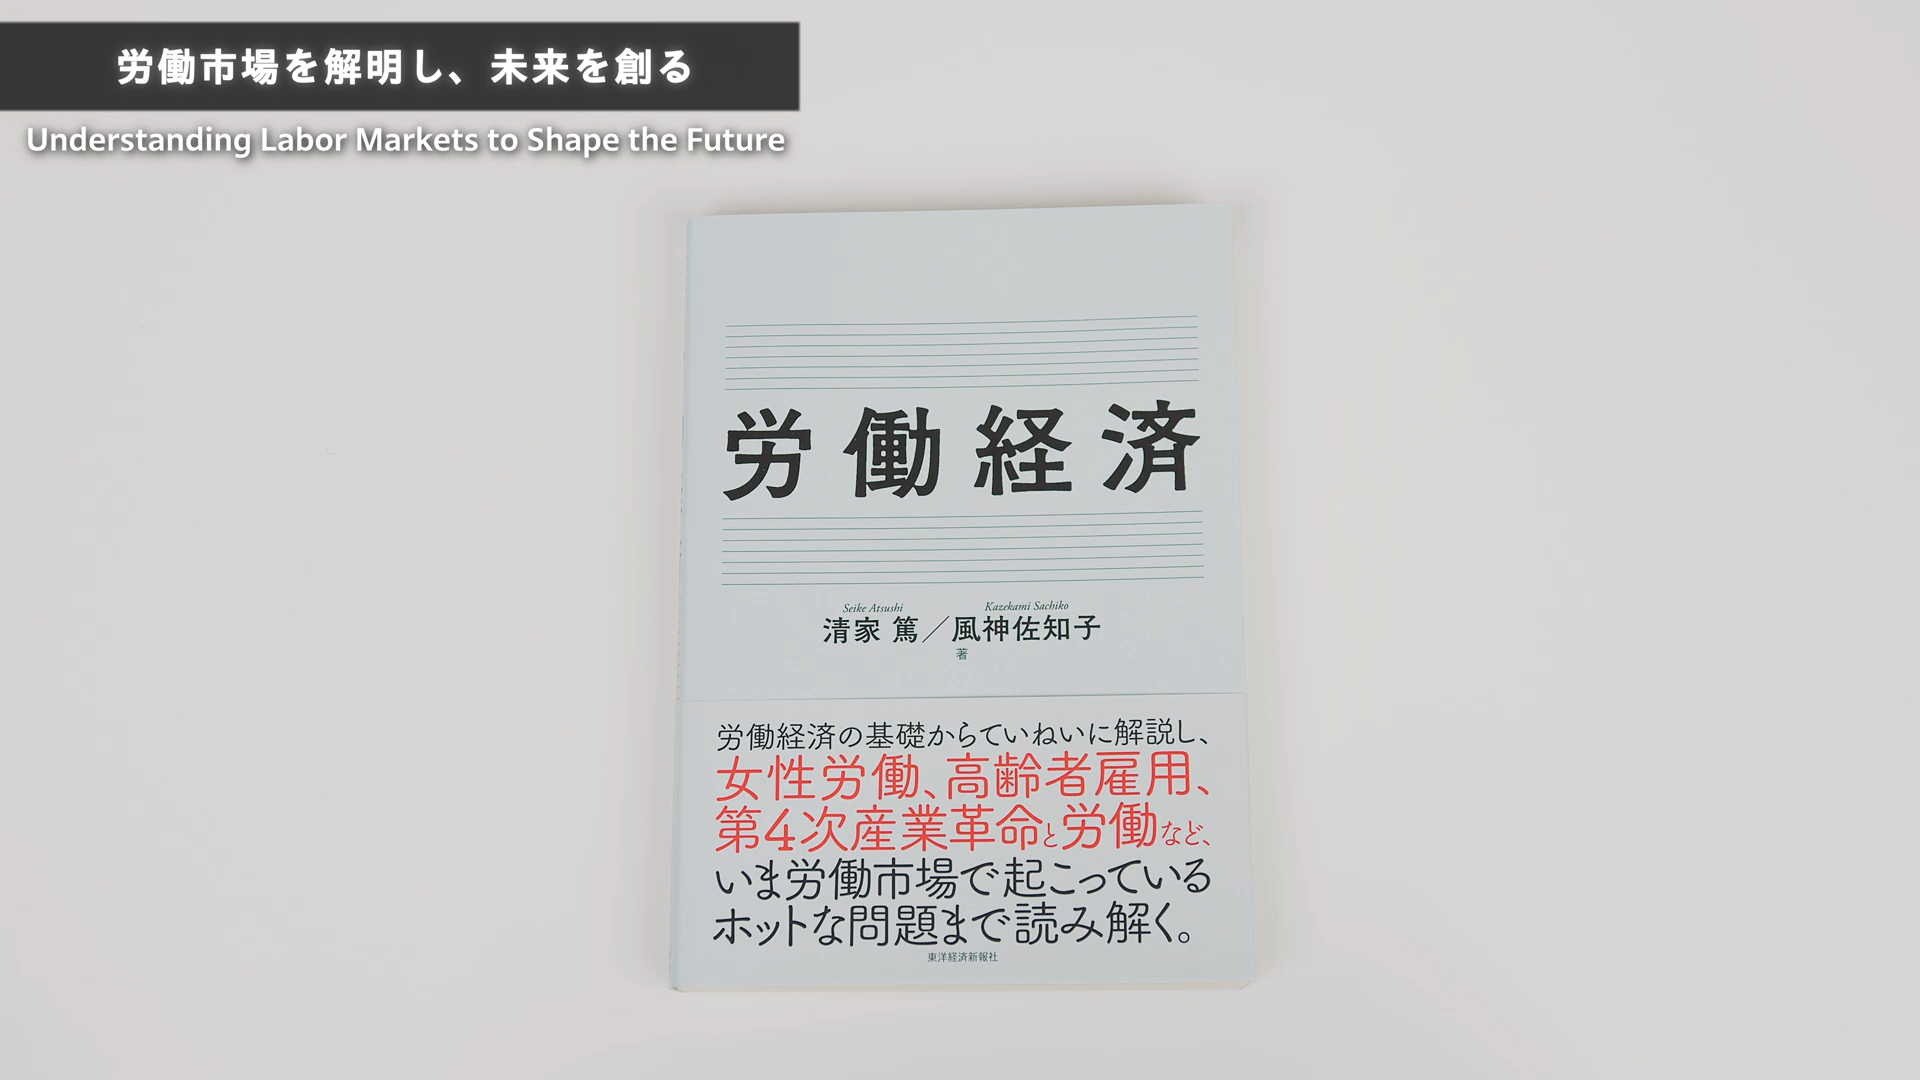 労働市場を解明し、未来を創る
Understanding Labor Markets to Shape the Future
労働経済
Seike Atsushi Kazekami Sachiko
清家 篤／風神佐知子
著
労働経済の基礎からていねいに解説し、
女性労働、高齢者雇用、
第4次産業革命と労働など、
いま労働市場で起こっている
ホットな問題まで読み解く。
東洋経済新報社